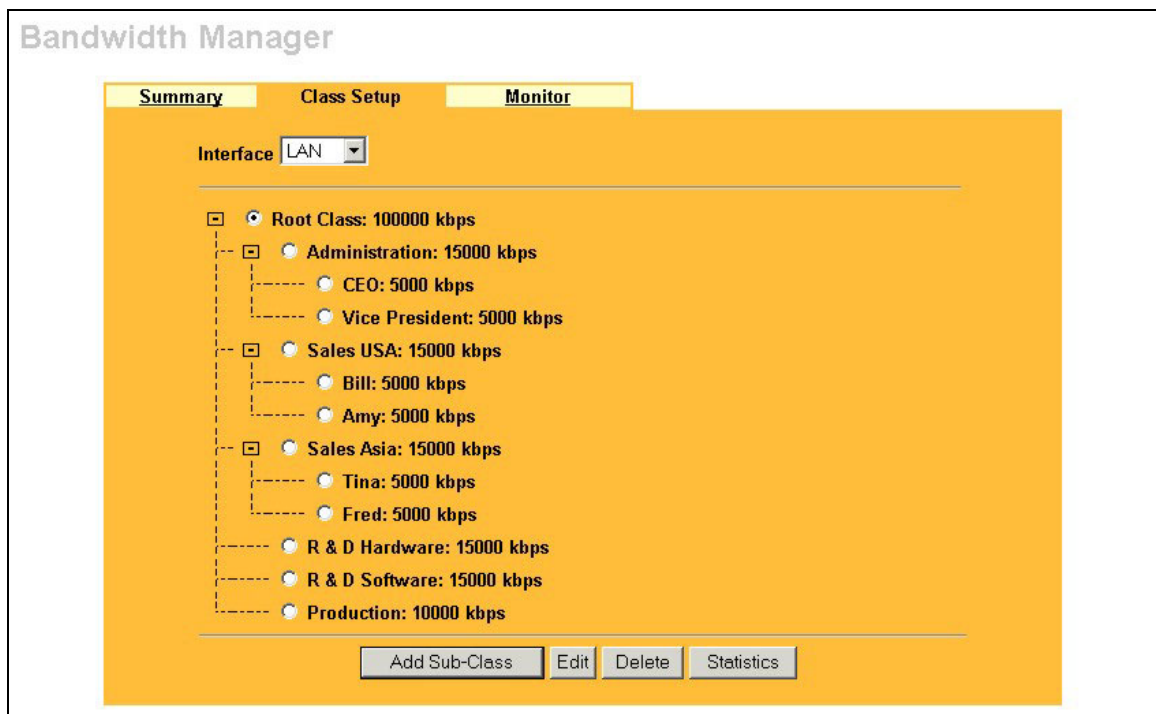 Bandwidth Manager
Summary Class Setup Monitor
Interface LAN
Root Class: 100000 kbps
Administration: 15000 kbps
CEO: 5000 kbps
Vice President: 5000 kbps
Sales USA: 15000 kbps
Bill: 5000 kbps
Amy: 5000 kbps
Sales Asia: 15000 kbps
Tina: 5000 kbps
Fred: 5000 kbps
R & D Hardware: 15000 kbps
R & D Software: 15000 kbps
Production: 10000 kbps
Add Sub-Class Edit Delete Statistics